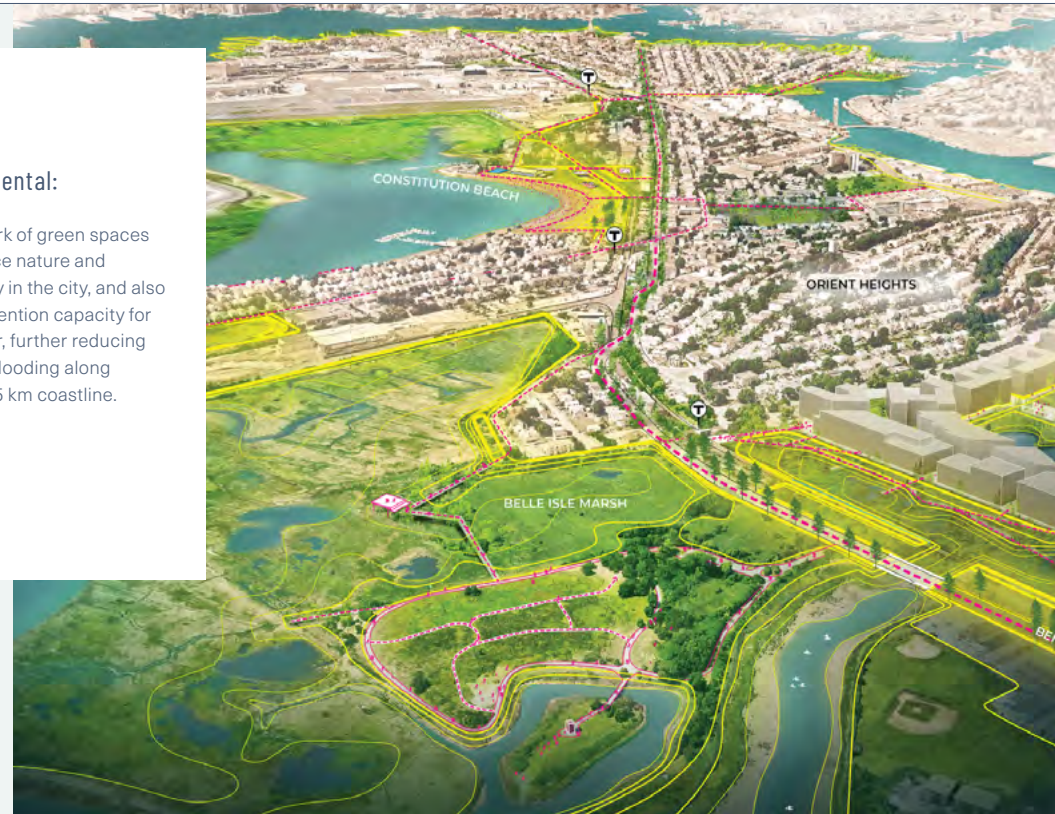 ental:
rk of green spaces
ce nature and
y in the city, and also
ention capacity for
r, further reducing
looding along
5 km coastline.
T
CONSTITUTION BEACH
T
ORIENT HEIGHTS
T
BELLE ISLE MARSH
BE